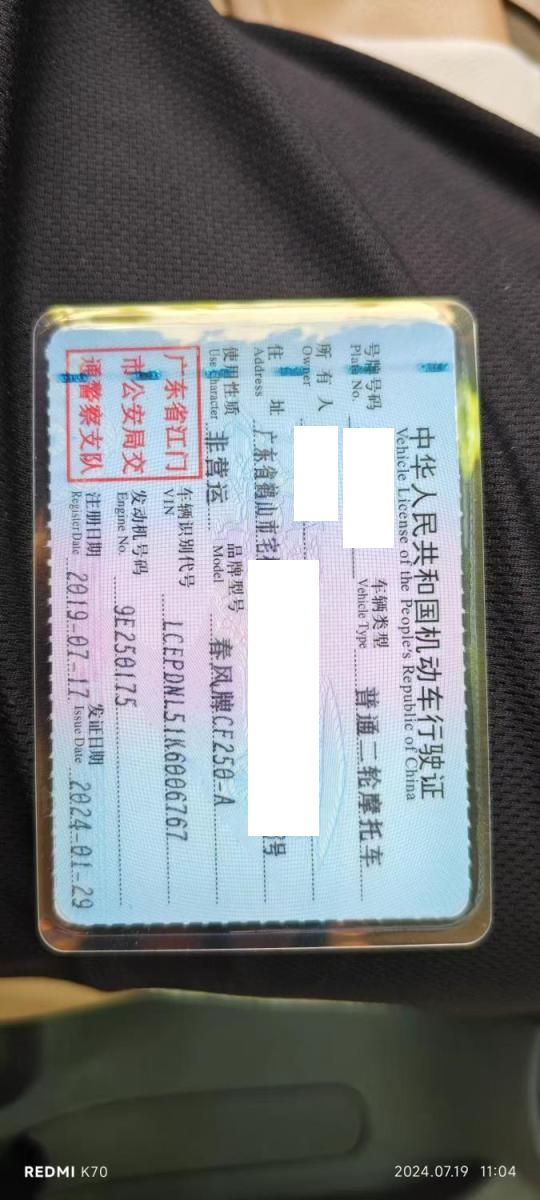 中华人民共和国机动车行驶证
Vehicle License of the People's Republic of China
号牌号码
Plate No.
车辆类型
Vehicle Type
普通二轮摩托车
所有人
Owner
住址
Address
广东省鹤山市宅
号
使用性质
Use Character
非营运
品牌型号
Model
春风牌CF250-A
广东省江门
市公安局交
通警察支队
车辆识别代号
VIN
LCEPDNL51K6006767
发动机号码
Engine No.
9E250175
注册日期
Register Date
2019-07-17
发证日期
Issue Date
2024-01-29
REDMI K70
2024.07.19 11:04